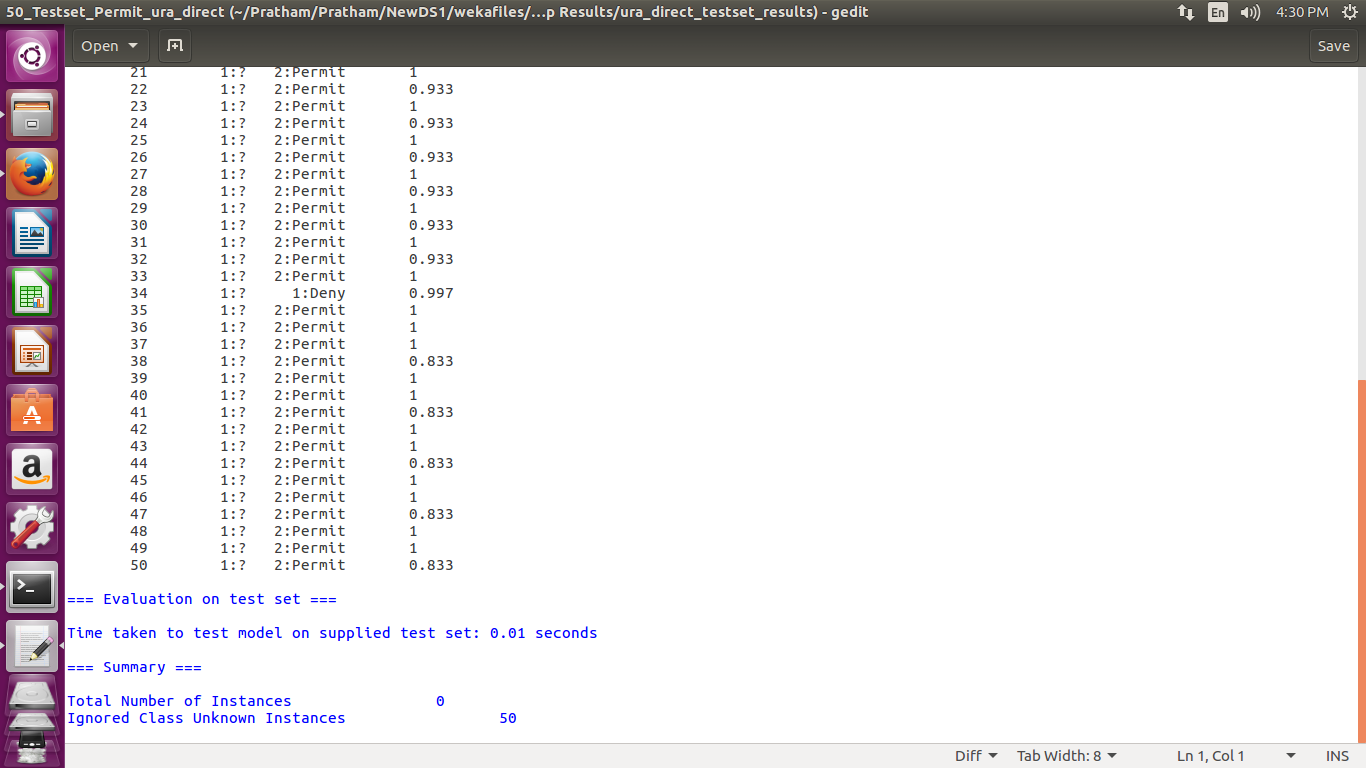 50_Testset_Permit_ura_direct (~/Pratham/Pratham/NewDS1/wekafiles/...p Results/ura_direct_testset_results) - gedit
En
4:30 PM
Open
Save
21 1:? 2:Permit 1
22 1:? 2:Permit 0.933
23 1:? 2:Permit 1
24 1:? 2:Permit 0.933
25 1:? 2:Permit 1
26 1:? 2:Permit 0.933
27 1:? 2:Permit 1
28 1:? 2:Permit 0.933
29 1:? 2:Permit 1
30 1:? 2:Permit 0.933
31 1:? 2:Permit 1
32 1:? 2:Permit 0.933
33 1:? 2:Permit 1
34 1:? 1:Deny 0.997
35 1:? 2:Permit 1
36 1:? 2:Permit 1
37 1:? 2:Permit 1
38 1:? 2:Permit 0.833
39 1:? 2:Permit 1
40 1:? 2:Permit 1
41 1:? 2:Permit 0.833
42 1:? 2:Permit 1
43 1:? 2:Permit 1
44 1:? 2:Permit 0.833
45 1:? 2:Permit 1
46 1:? 2:Permit 1
47 1:? 2:Permit 0.833
48 1:? 2:Permit 1
49 1:? 2:Permit 1
50 1:? 2:Permit 0.833
=== Evaluation on test set ===
Time taken to test model on supplied test set: 0.01 seconds
=== Summary ===
Total Number of Instances 0
Ignored Class Unknown Instances 50
Diff Tab Width: 8 Ln 1, Col 1 INS